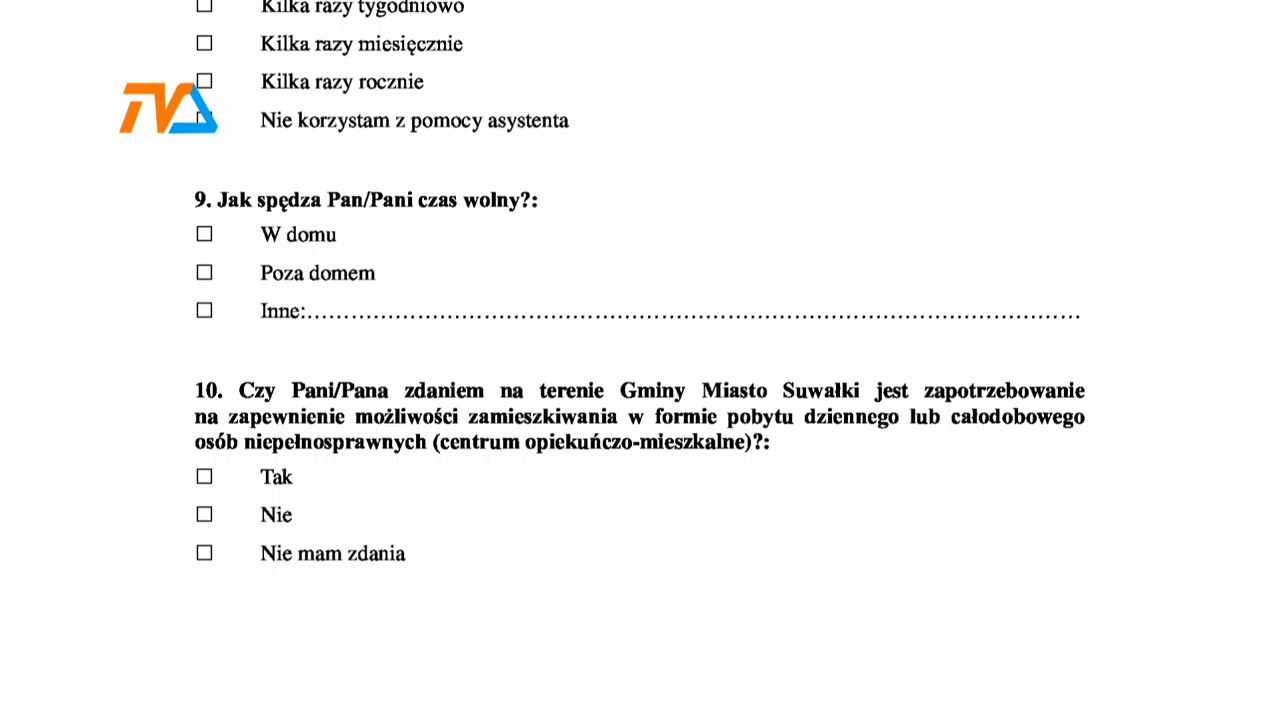 Kilka razy tygodniowo
Kilka razy miesięcznie
Kilka razy rocznie
TVA
Nie korzystam z pomocy asystenta
9. Jak spędza Pan/Pani czas wolny?:
W domu
Poza domem
Inne:……………………………………………………………………………………………
10. Czy Pani/Pana zdaniem na terenie Gminy Miasto Suwałki jest zapotrzebowanie
na zapewnienie możliwości zamieszkiwania w formie pobytu dziennego lub całodobowego
osób niepełnosprawnych (centrum opiekuńczo-mieszkalne)?:
Tak
Nie
Nie mam zdania